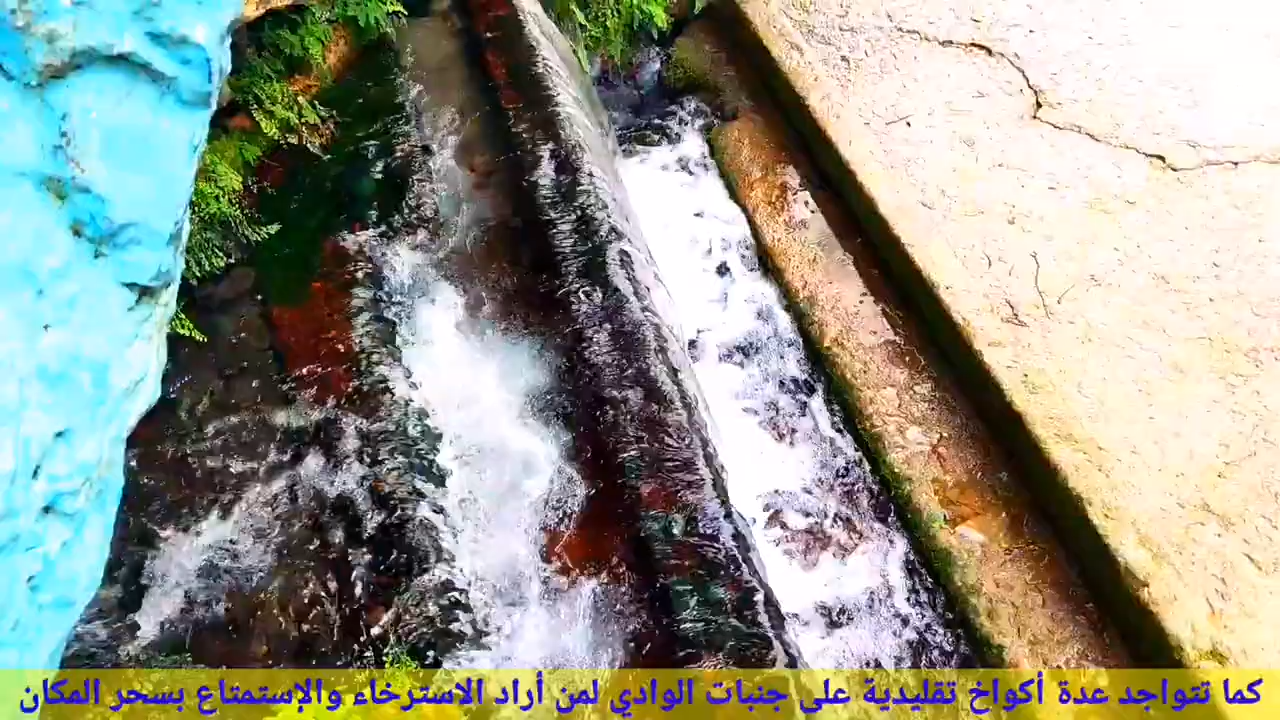 كما تتواجد عدة أكواخ تقليدية على جنبات الوادي لمن أراد الاسترخاء والإستمتاع بسحر المكان